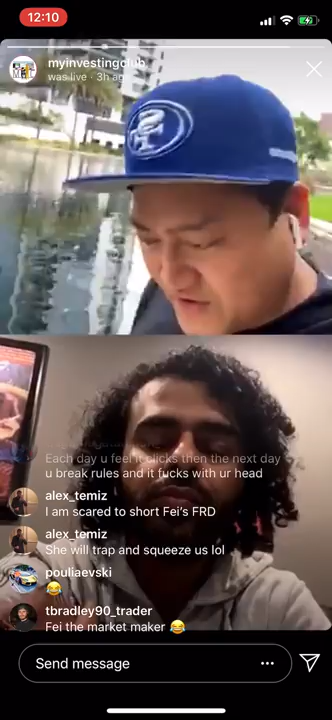 12:10
myinvestingclub
was live · 3h ago
SF
Each day u feel it clicks then the next day
u break rules and it fucks with ur head
alex_temiz
I am scared to short Fei's FRD
alex_temiz
She will trap and squeeze us lol
pouliaevski
😂
tbradley90_trader
Fei the market maker 😂
Send message